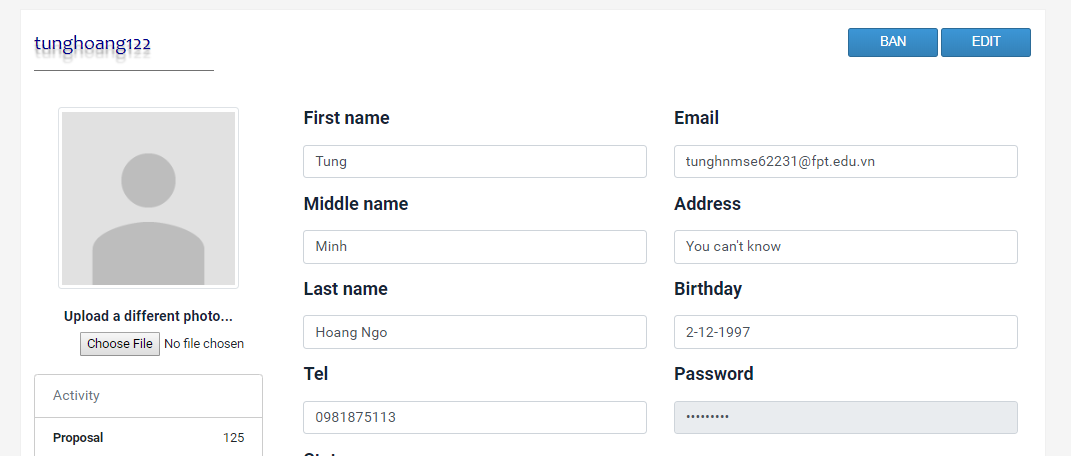 tunghoang122
BAN EDIT
First name
Email
Tung
tunghnmse62231@fpt.edu.vn
Middle name
Address
Minh
You can't know
Last name
Birthday
Hoang Ngo
2-12-1997
Upload a different photo...
Choose File No file chosen
Tel
Password
0981875113
•••••••••
Activity
Proposal 125